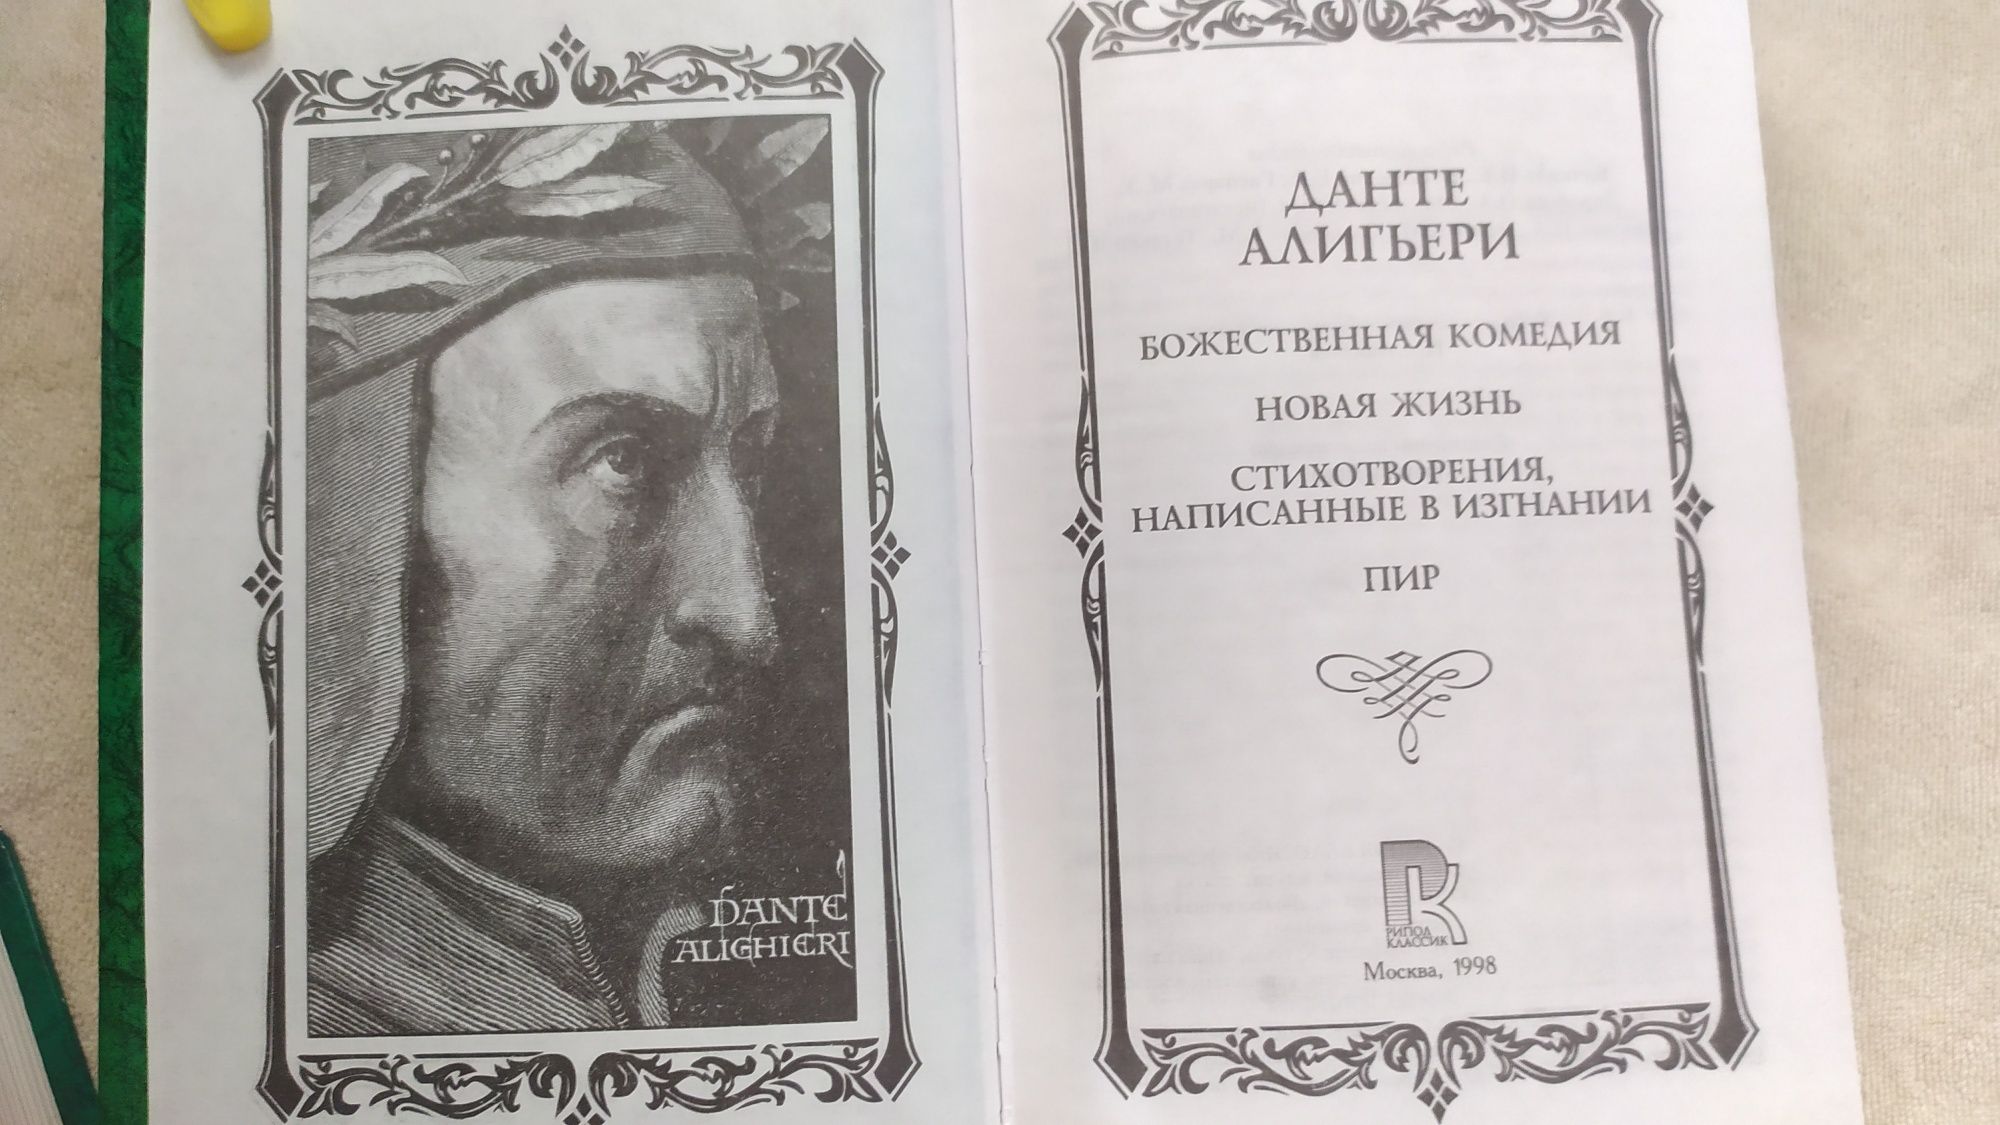 DANTE
ALIGHIERI
ДАНТЕ
АЛИГЬЕРИ
БОЖЕСТВЕННАЯ КОМЕДИЯ
НОВАЯ ЖИЗНЬ
СТИХОТВОРЕНИЯ,
НАПИСАННЫЕ В ИЗГНАНИИ
ПИР
РИПОЛ
КЛАССИК
Москва, 1998